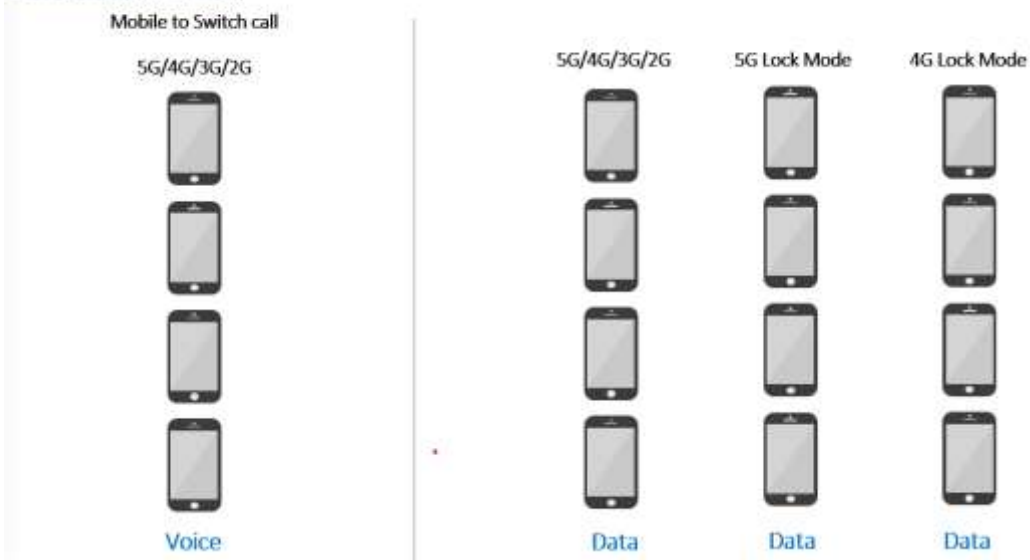 Mobile to Switch call
5G/4G/3G/2G
5G/4G/3G/2G
5G Lock Mode
4G Lock Mode
Voice
Data
Data
Data